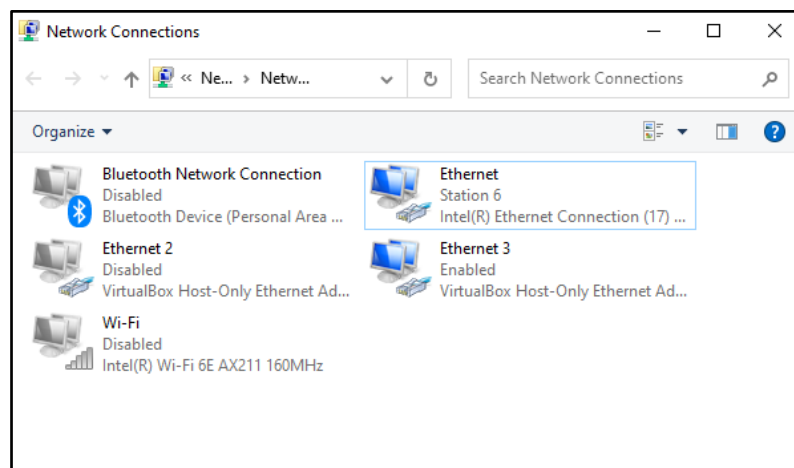 Network Connections
« Ne... › Netw...
Search Network Connections
Organize
Bluetooth Network Connection
Disabled
Bluetooth Device (Personal Area ...
Ethernet
Station 6
Intel(R) Ethernet Connection (17) ...
Ethernet 2
Disabled
VirtualBox Host-Only Ethernet Ad...
Ethernet 3
Enabled
VirtualBox Host-Only Ethernet Ad...
Wi-Fi
Disabled
Intel(R) Wi-Fi 6E AX211 160MHz